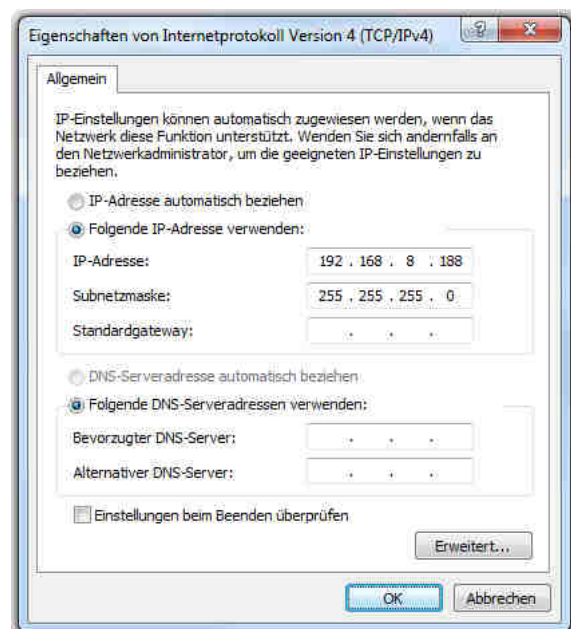 Eigenschaften von Internetprotokoll Version 4 (TCP/IPv4)
Allgemein
IP-Einstellungen können automatisch zugewiesen werden, wenn das
Netzwerk diese Funktion unterstützt. Wenden Sie sich andernfalls an
den Netzwerkadministrator, um die geeigneten IP-Einstellungen zu
beziehen.
IP-Adresse automatisch beziehen
Folgende IP-Adresse verwenden:
IP-Adresse: 192 . 168 . 8 . 188
Subnetzmaske: 255 . 255 . 255 . 0
Standardgateway: . . .
DNS-Serveradresse automatisch beziehen
Folgende DNS-Serveradressen verwenden:
Bevorzugter DNS-Server: . . .
Alternativer DNS-Server: . . .
Einstellungen beim Beenden überprüfen
Erweitert...
OK Abbrechen